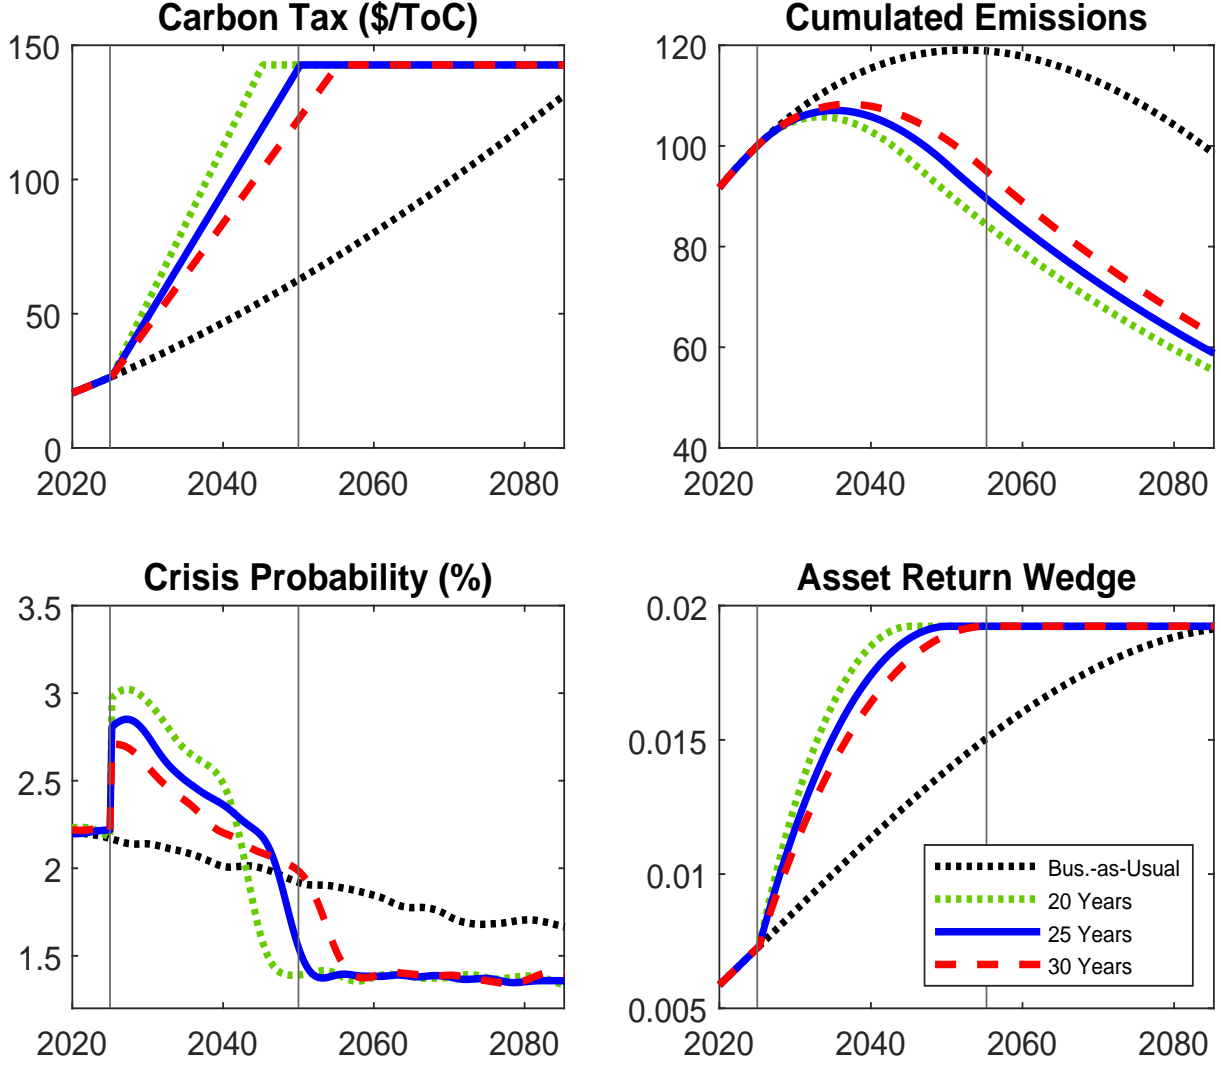 Carbon Tax ($/ToC)
150
100
50
0
2020 2040 2060 2080
Cumulated Emissions
120
100
80
60
40
2020 2040 2060 2080
Crisis Probability (%)
3.5
3
2.5
2
1.5
2020 2040 2060 2080
Asset Return Wedge
0.02
0.015
0.01
0.005
2020 2040 2060 2080
Bus.-as-Usual
20 Years
25 Years
30 Years